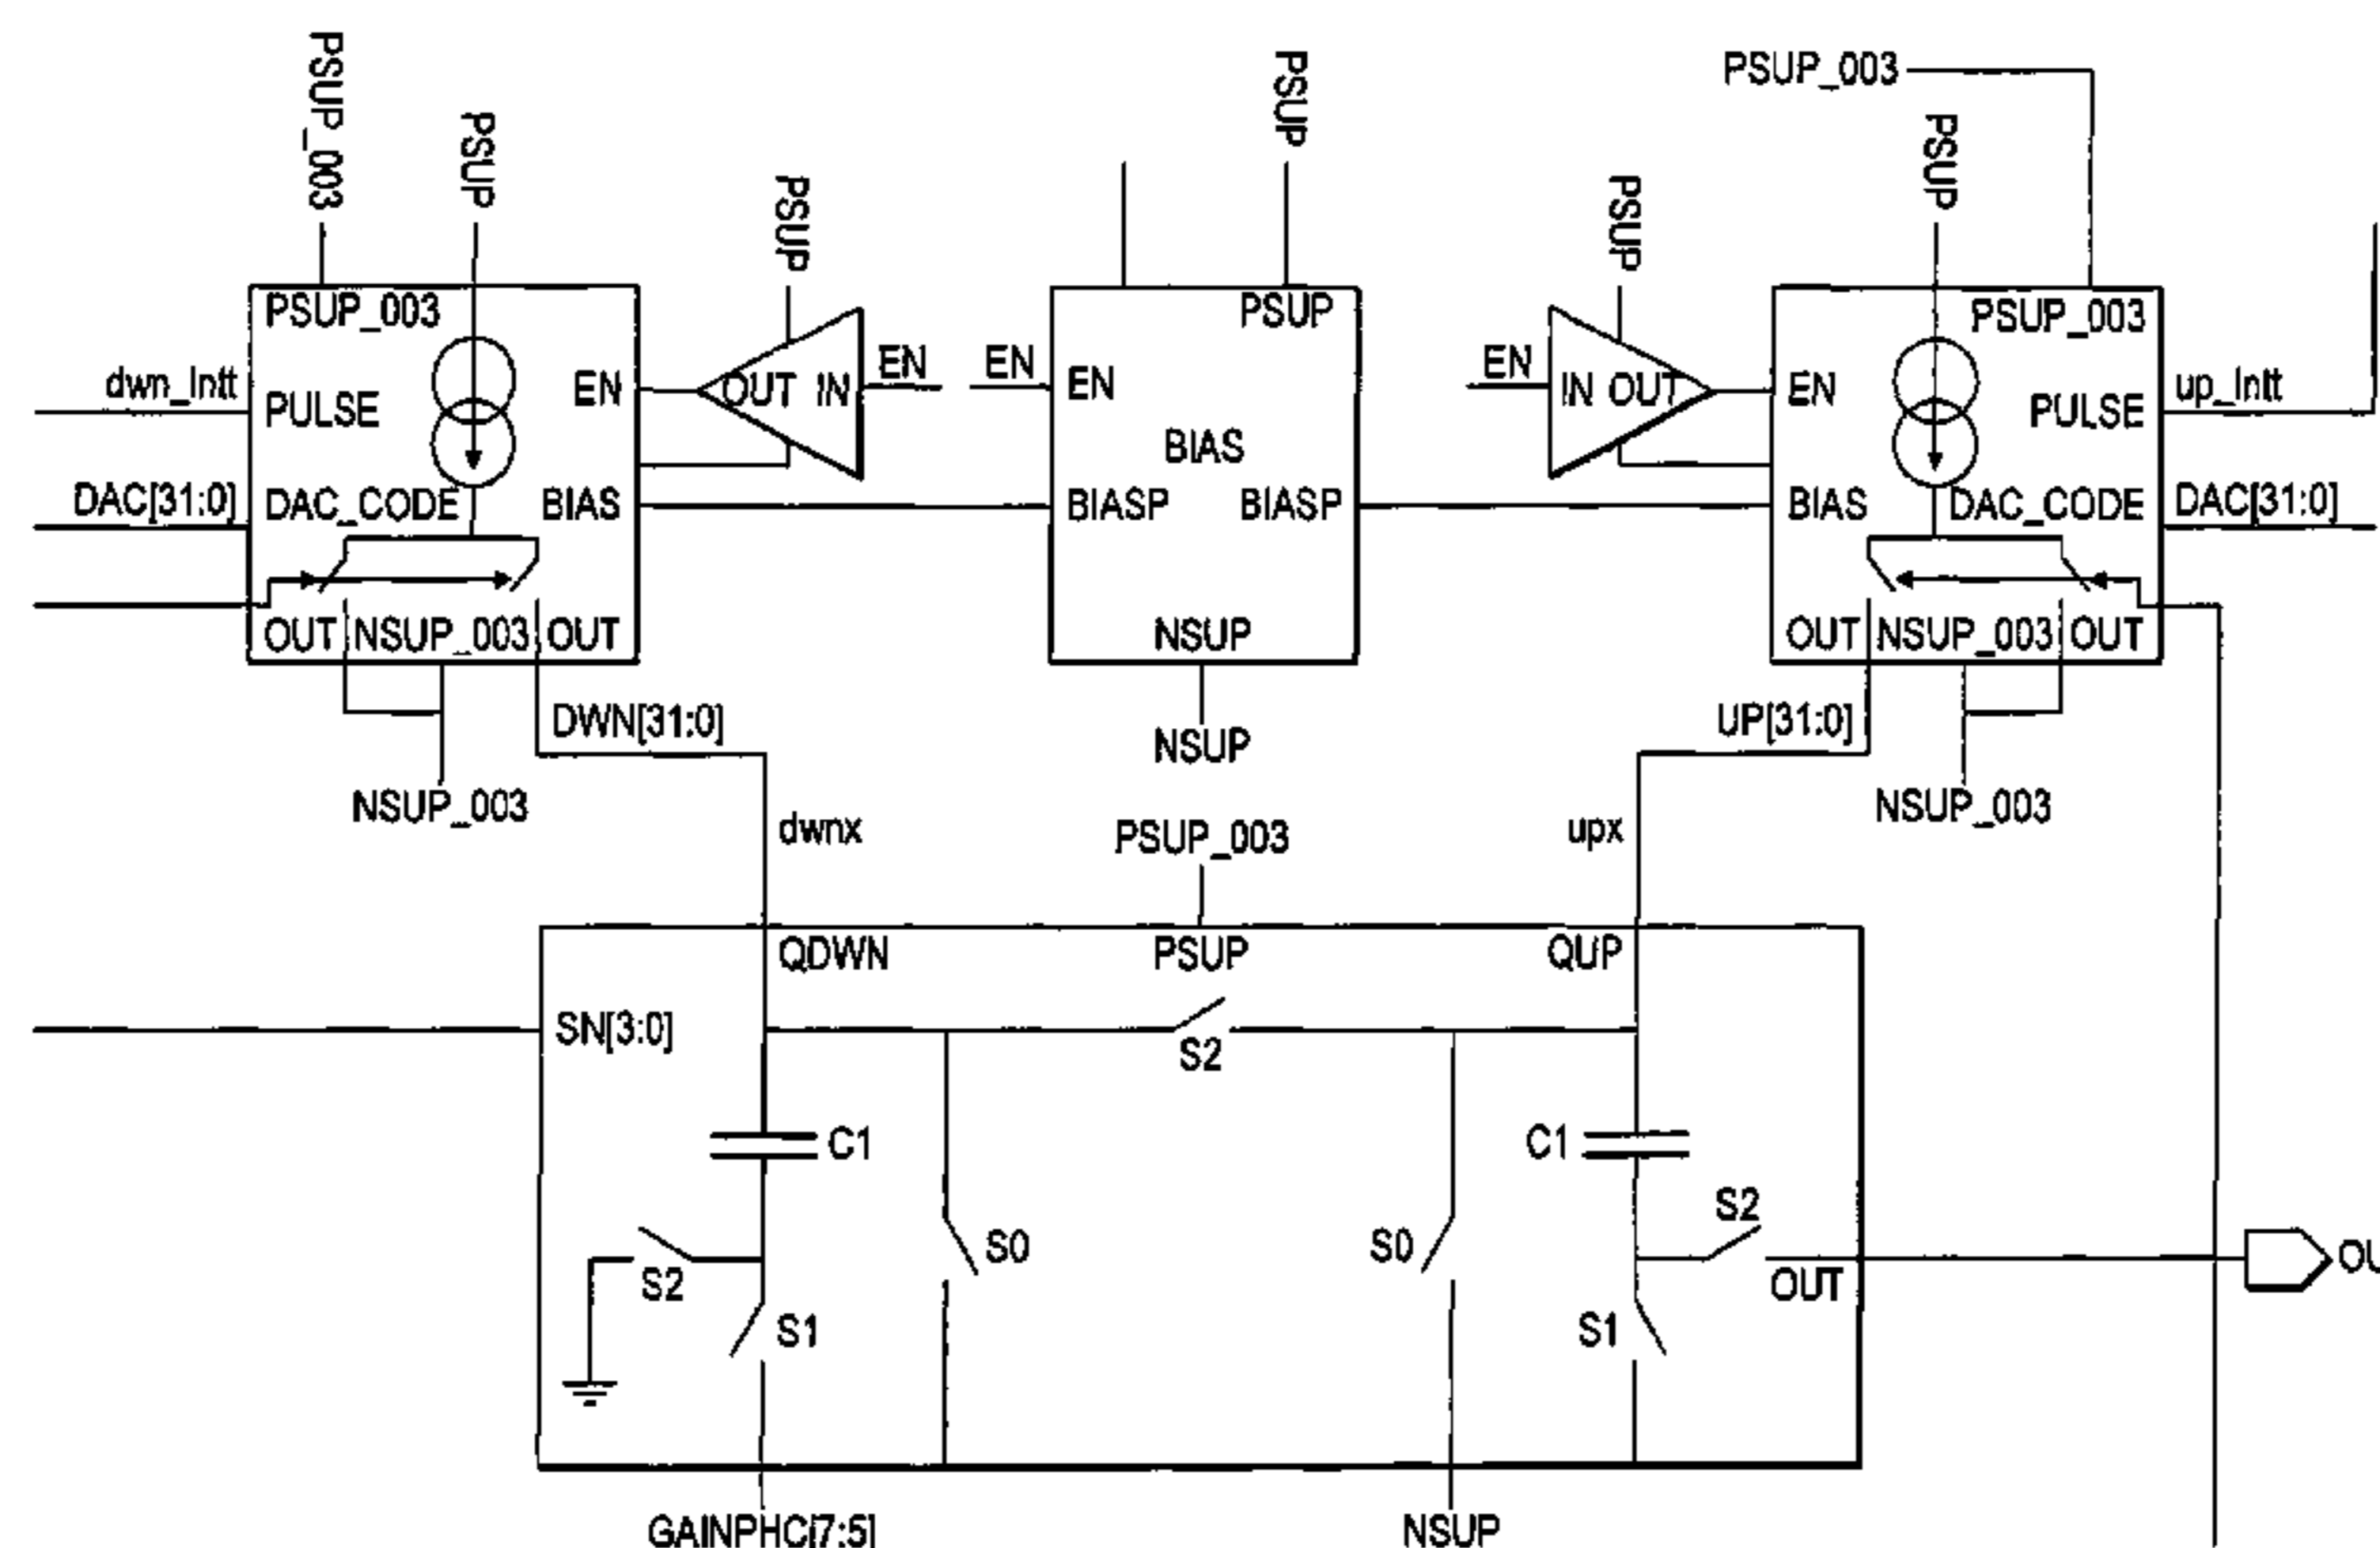 PSUP_003
PSUP
PSUP
PSUP
PSUP
PSUP_003
PSUP
PSUP_003
PSUP
PSUP_003
dwn_Intt
PULSE
EN
OUT IN
EN
EN
EN
EN
IN OUT
EN
PULSE
up_Intt
BIAS
DAC[31:0]
DAC_CODE
BIAS
BIASP
BIASP
BIAS
DAC_CODE
DAC[31:0]
OUT
NSUP_003
OUT
NSUP
OUT
NSUP_003
OUT
DWN[31:0]
NSUP
UP[31:0]
NSUP_003
NSUP_003
dwnx
PSUP_003
upx
QDWN
PSUP
QUP
SN[3:0]
S2
C1
C1
S2
S0
S0
S2
OUT
S1
S1
GAINPHC[7:5]
NSUP